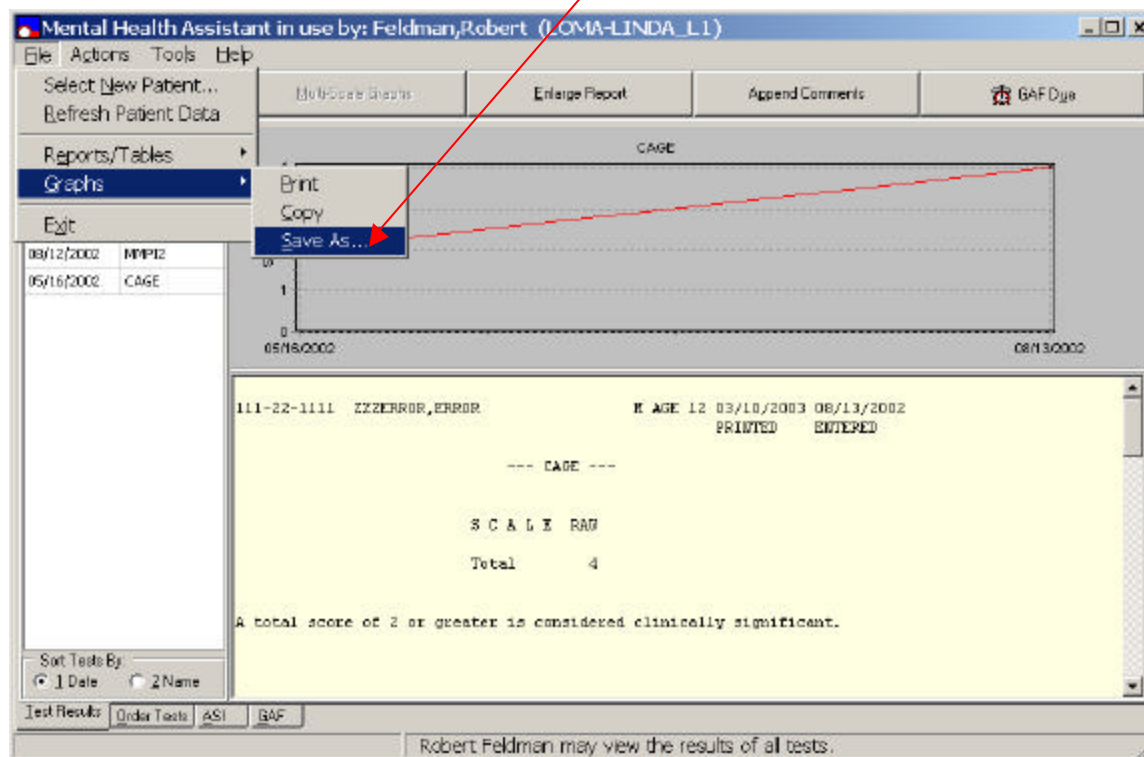 Mental Health Assistant in use by: Feldman,Robert (LOMA-LINDA_L1)
File Actions Tools Help
Select New Patient...
Refresh Patient Data
Reports/Tables
Graphs
Exit
Print
Copy
Save As...
Multi-Scale Graphs Enlarge Report Append Comments GAF Due
CAGE
1
0
05/16/2002 08/13/2002
08/12/2002 MMPI2
05/16/2002 CAGE
111-22-1111 ZZZERROR,ERROR M AGE 12 03/10/2003 08/13/2002
PRINTED ENTERED
--- CAGE ---
S C A L E RAW
Total 4
A total score of 2 or greater is considered clinically significant.
Sort Tests By:
1 Date 2 Name
Test Results Order Tests ASI GAF
Robert Feldman may view the results of all tests.